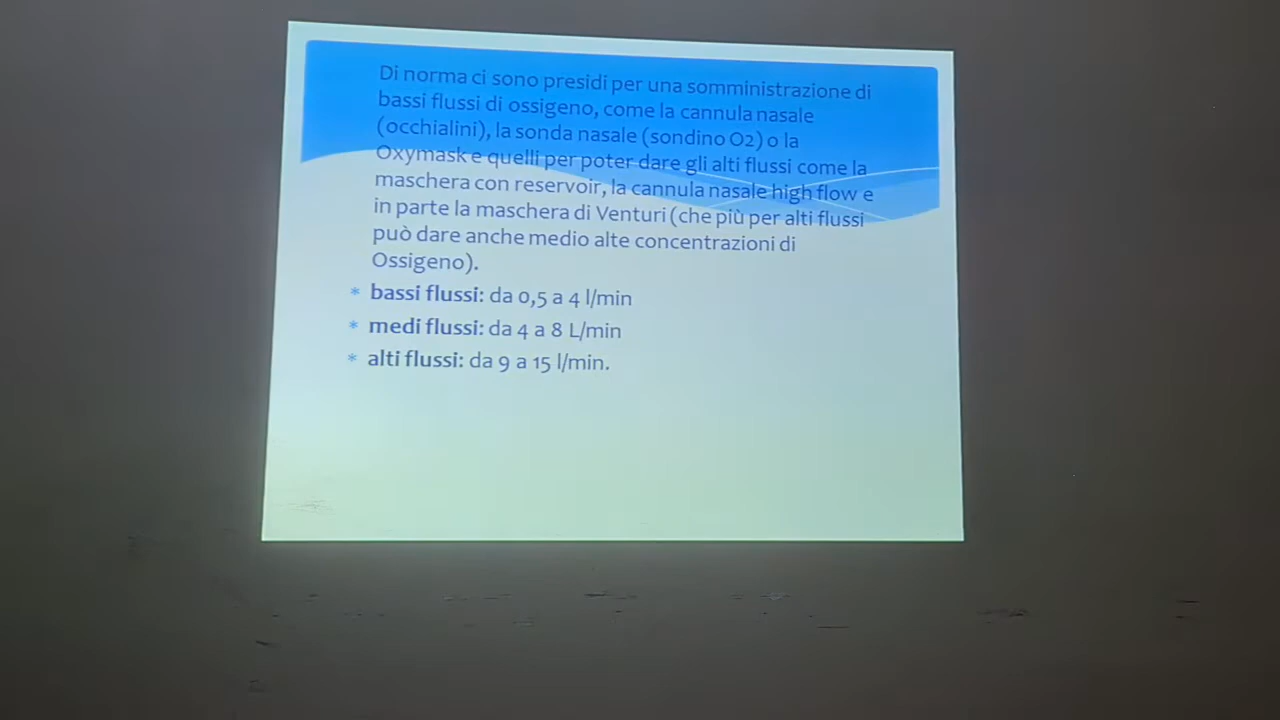 Di norma ci sono presidi per una somministrazione di
bassi flussi di ossigeno, come la cannula nasale
(occhialini), la sonda nasale (sondino O2) o la
Oxymask e quelli per poter dare gli alti flussi come la
maschera con reservoir, la cannula nasale high flow e
in parte la maschera di Venturi (che più per alti flussi
può dare anche medio alte concentrazioni di
Ossigeno).
* bassi flussi: da 0,5 a 4 l/min
* medi flussi: da 4 a 8 L/min
* alti flussi: da 9 a 15 l/min.